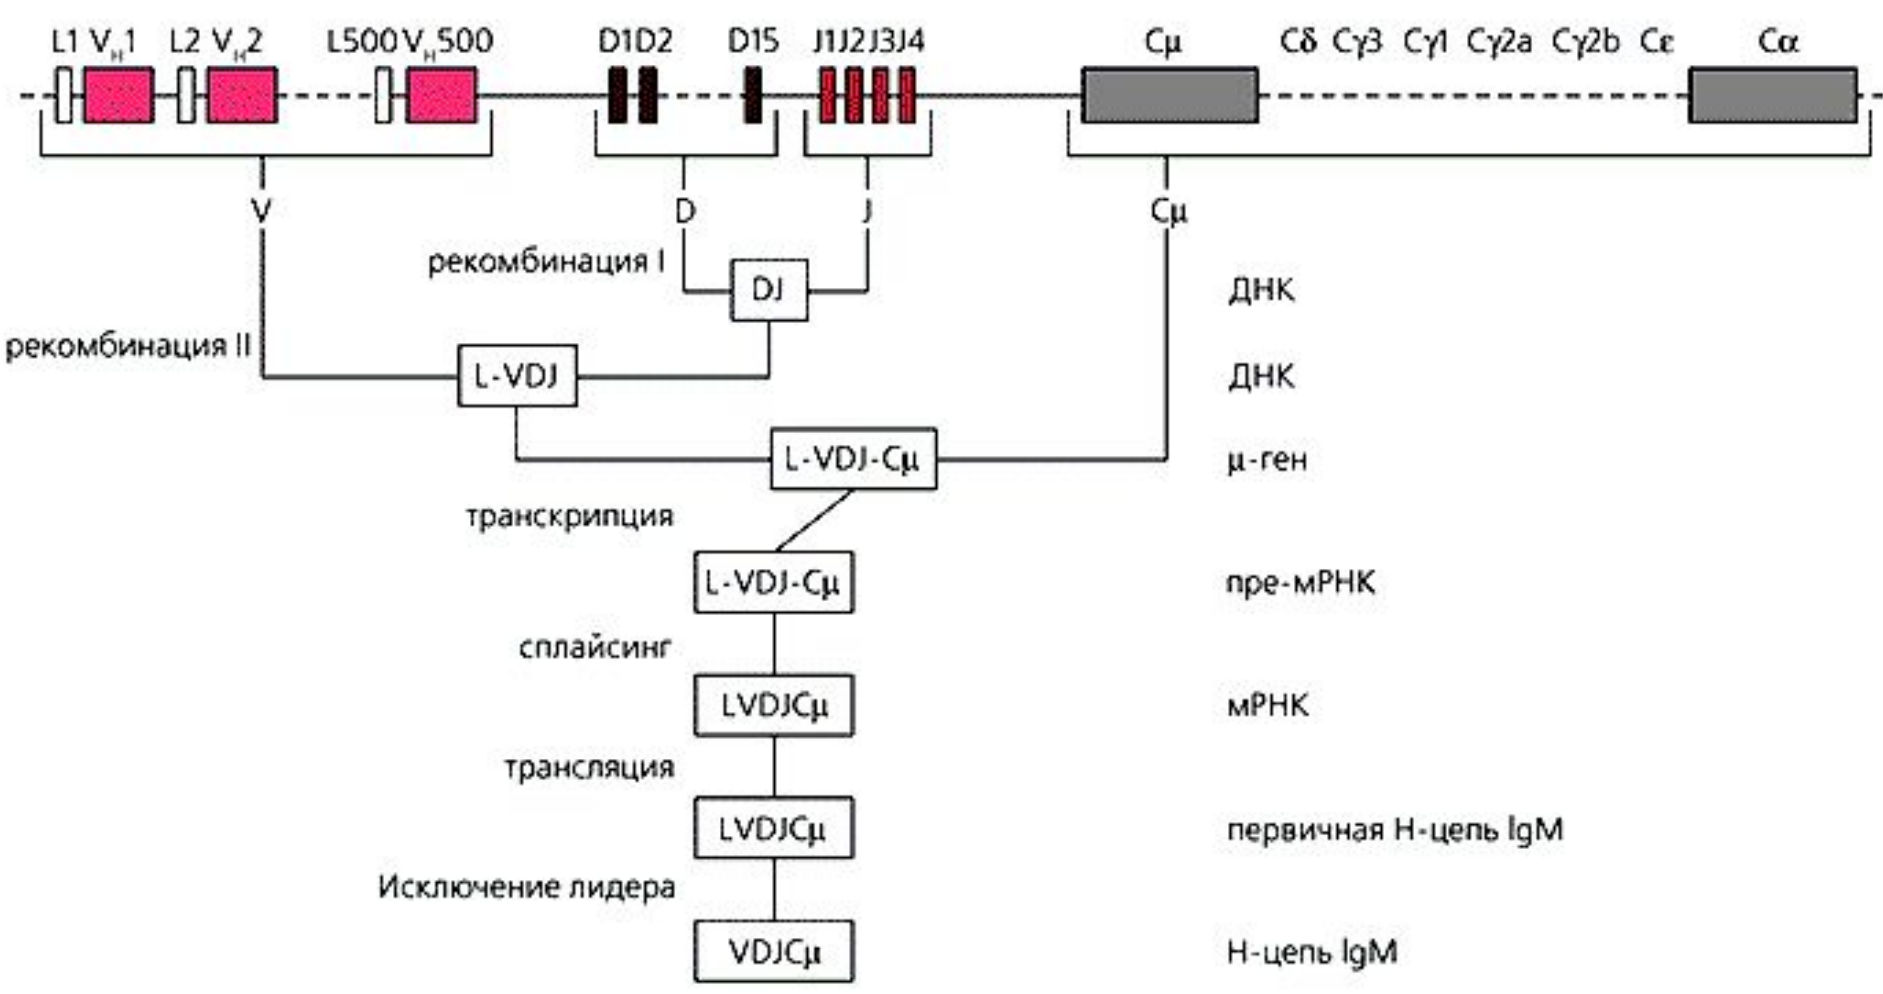 L1 VH1 L2 VH2 L500 VH500 D1D2 D15 J1J2J3J4 Cμ Cδ Cγ3 Cγ1 Cγ2a Cγ2b Cε Cα
V D J Cμ
рекомбинация I
DJ ДНК
рекомбинация II
L-VDJ ДНК
L-VDJ-Cμ μ-ген
транскрипция
L-VDJ-Cμ пре-мРНК
сплайсинг
LVDJCμ мРНК
трансляция
LVDJCμ первичная Н-цепь IgM
Исключение лидера
VDJCμ Н-цепь IgM